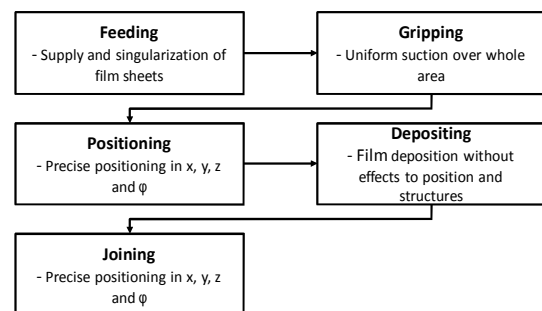 Feeding
- Supply and singularization of
film sheets
Gripping
- Uniform suction over whole
area
Positioning
- Precise positioning in x, y, z
and φ
Depositing
- Film deposition without
effects to position and
structures
Joining
- Precise positioning in x, y, z
and φ